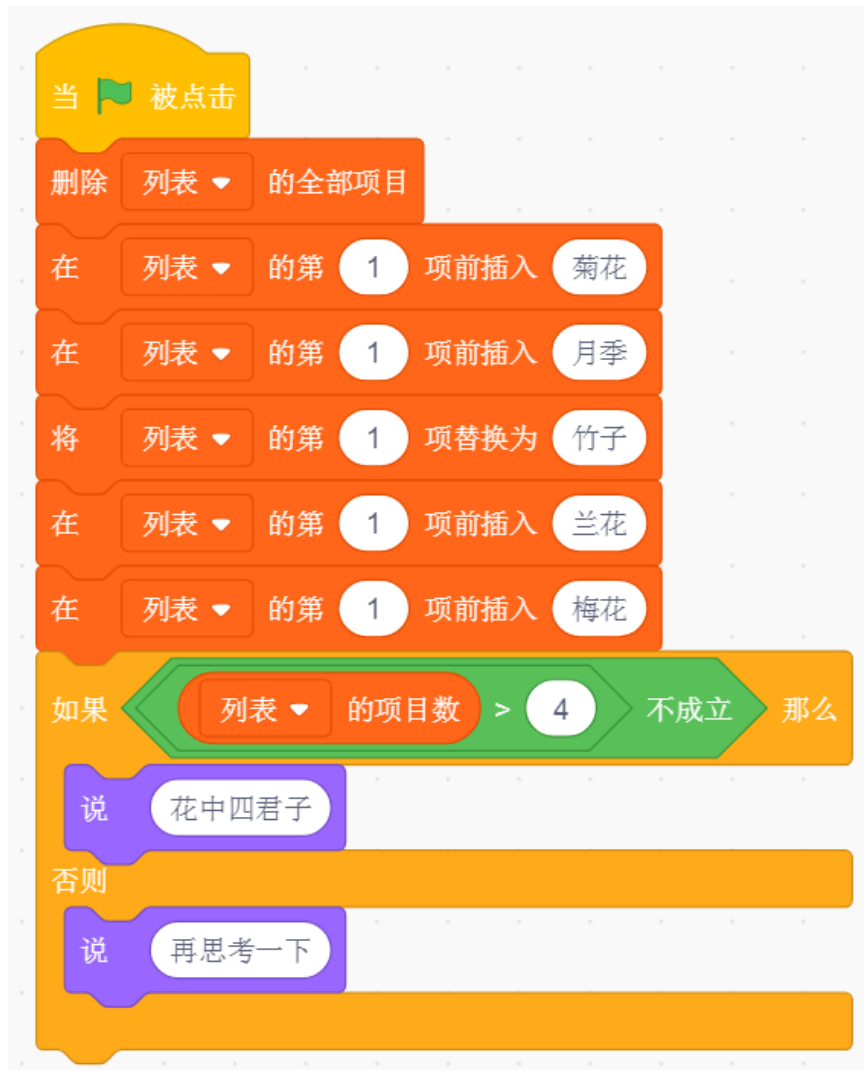 当 被点击
删除 列表 的全部项目
在 列表 的第 1 项前插入 菊花
在 列表 的第 1 项前插入 月季
将 列表 的第 1 项替换为 竹子
在 列表 的第 1 项前插入 兰花
在 列表 的第 1 项前插入 梅花
如果 列表 的项目数 > 4 不成立 那么
说 花中四君子
否则
说 再思考一下